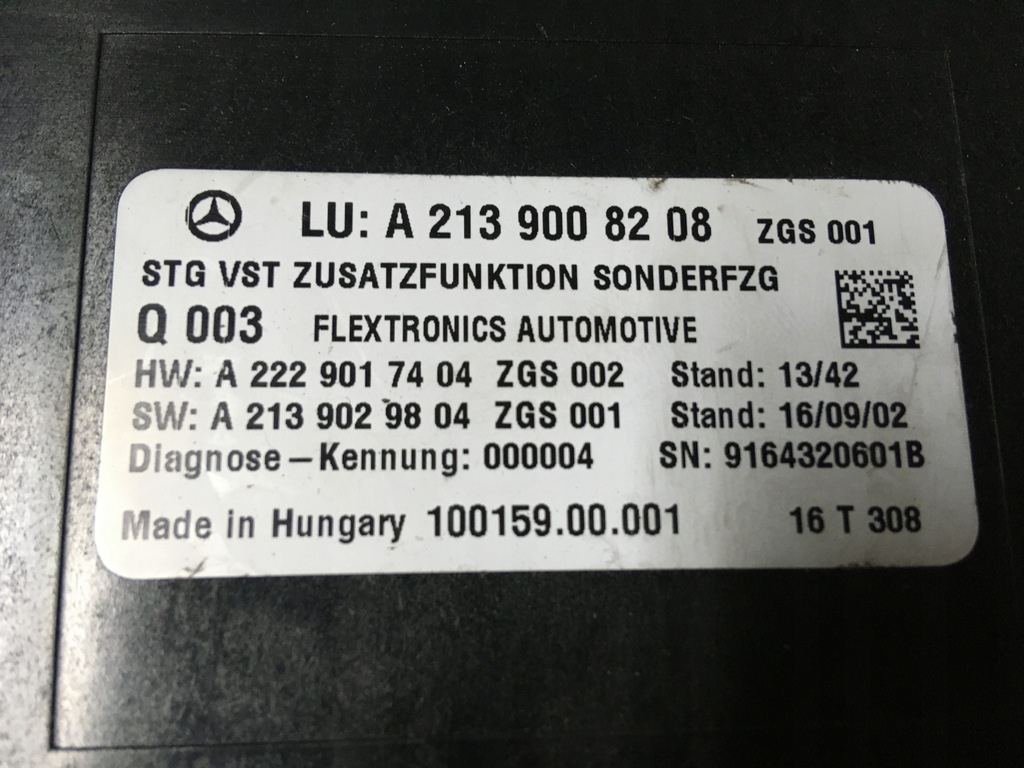 LU: A 213 900 82 08 ZGS 001
STG VST ZUSATZFUNKTION SONDERFZG
Q 003 FLEXTRONICS AUTOMOTIVE
HW: A 222 901 74 04 ZGS 002 Stand: 13/42
SW: A 213 902 98 04 ZGS 001 Stand: 16/09/02
Diagnose-Kennung: 000004 SN: 9164320601B
Made in Hungary 100159.00.001 16 T 308